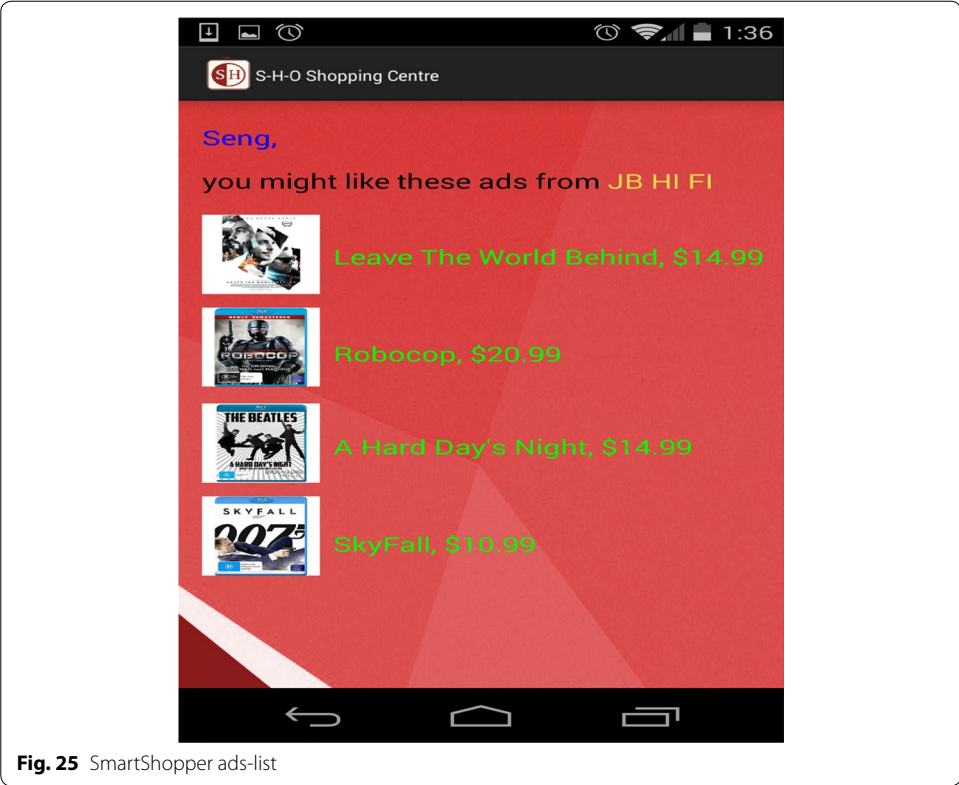 1:36
SH S-H-O Shopping Centre
Seng,
you might like these ads from JB HI FI
Leave The World Behind, $14.99
ROBOCOP
Robocop, $20.99
THE BEATLES
A HARD DAY'S NIGHT
A Hard Day's Night, $14.99
SKYFALL
007
SkyFall, $10.99
Fig. 25 SmartShopper ads-list